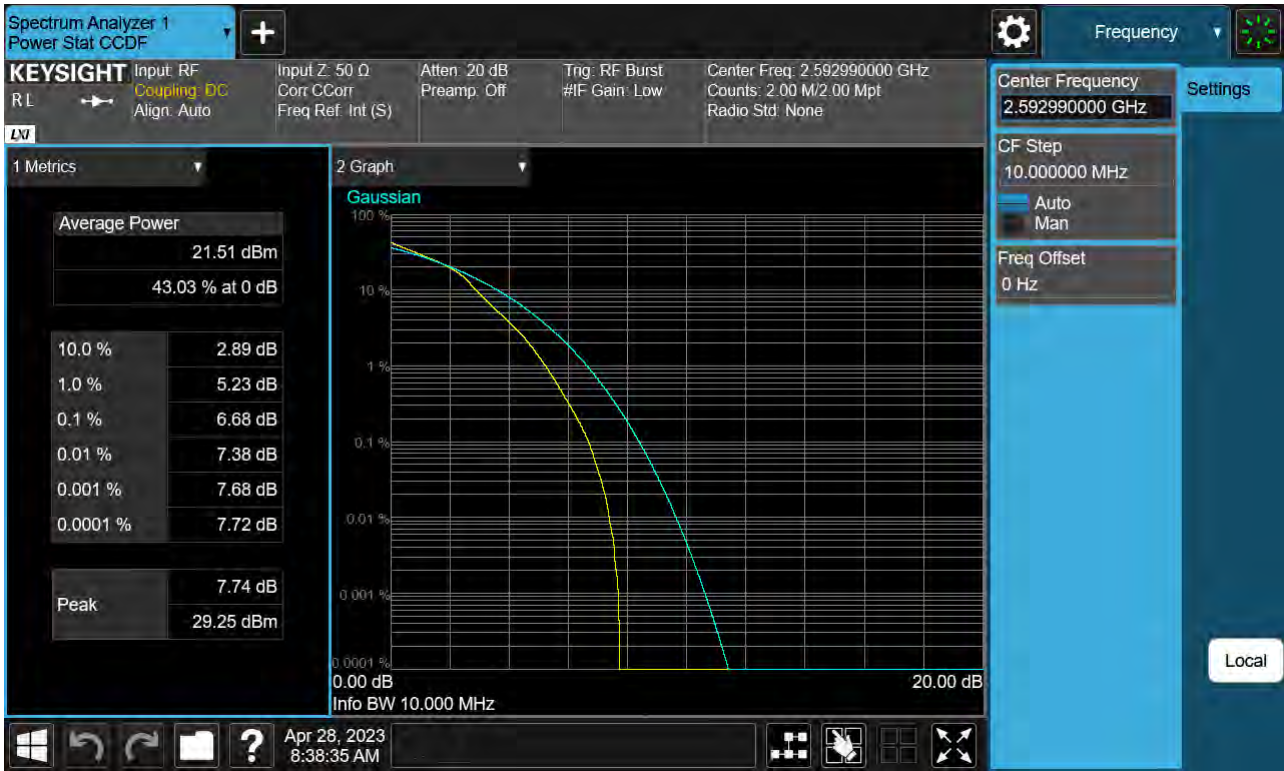 Spectrum Analyzer 1
Power Stat CCDF
Frequency
KEYSIGHT
RL
LXI
Input: RF
Coupling: DC
Align: Auto
Input Z: 50 Ω
Corr CCorr
Freq Ref: Int (S)
Atten: 20 dB
Preamp: Off
Trig: RF Burst
#IF Gain: Low
Center Freq: 2.592990000 GHz
Counts: 2.00 M/2.00 Mpt
Radio Std: None
Center Frequency
2.592990000 GHz
CF Step
10.000000 MHz
Auto
Man
Freq Offset
0 Hz
Settings
Local
1 Metrics
Average Power
21.51 dBm
43.03 % at 0 dB
10.0 % 2.89 dB
1.0 % 5.23 dB
0.1 % 6.68 dB
0.01 % 7.38 dB
0.001 % 7.68 dB
0.0001 % 7.72 dB
Peak
7.74 dB
29.25 dBm
2 Graph
Gaussian
100 %
10 %
1 %
0.1 %
0.01 %
0.001 %
0.0001 %
0.00 dB
20.00 dB
Info BW 10.000 MHz
?
Apr 28, 2023
8:38:35 AM